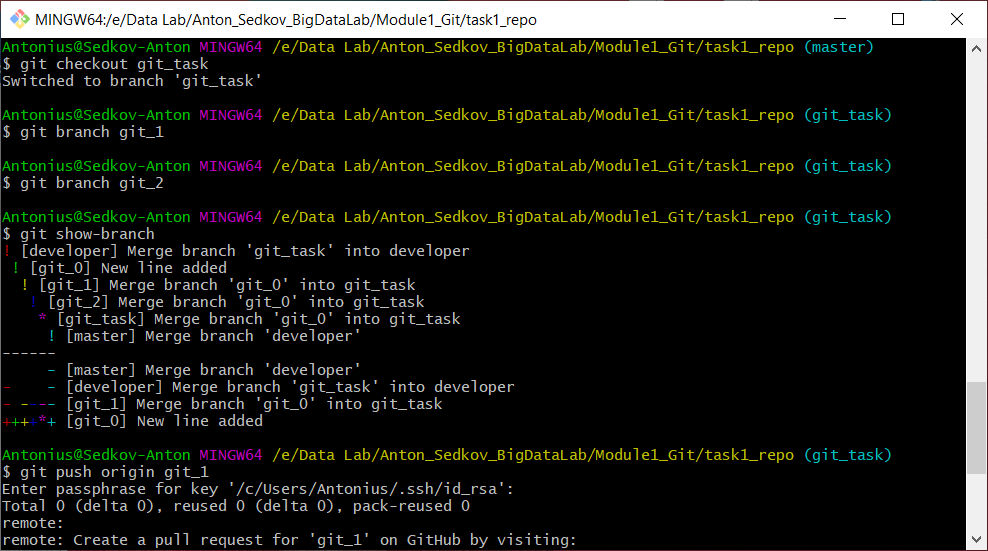 MINGW64:/e/Data Lab/Anton_Sedkov_BigDataLab/Module1_Git/task1_repo
Antonius@Sedkov-Anton MINGW64 /e/Data Lab/Anton_Sedkov_BigDataLab/Module1_Git/task1_repo (master)
$ git checkout git_task
Switched to branch 'git_task'
Antonius@Sedkov-Anton MINGW64 /e/Data Lab/Anton_Sedkov_BigDataLab/Module1_Git/task1_repo (git_task)
$ git branch git_1
Antonius@Sedkov-Anton MINGW64 /e/Data Lab/Anton_Sedkov_BigDataLab/Module1_Git/task1_repo (git_task)
$ git branch git_2
Antonius@Sedkov-Anton MINGW64 /e/Data Lab/Anton_Sedkov_BigDataLab/Module1_Git/task1_repo (git_task)
$ git show-branch
! [developer] Merge branch 'git_task' into developer
 ! [git_0] New line added
  ! [git_1] Merge branch 'git_0' into git_task
   ! [git_2] Merge branch 'git_0' into git_task
    * [git_task] Merge branch 'git_0' into git_task
     ! [master] Merge branch 'developer'
------
     - [master] Merge branch 'developer'
-    - [developer] Merge branch 'git_task' into developer
- ---- [git_1] Merge branch 'git_0' into git_task
++++*+ [git_0] New line added
Antonius@Sedkov-Anton MINGW64 /e/Data Lab/Anton_Sedkov_BigDataLab/Module1_Git/task1_repo (git_task)
$ git push origin git_1
Enter passphrase for key '/c/Users/Antonius/.ssh/id_rsa':
Total 0 (delta 0), reused 0 (delta 0), pack-reused 0
remote:
remote: Create a pull request for 'git_1' on GitHub by visiting: